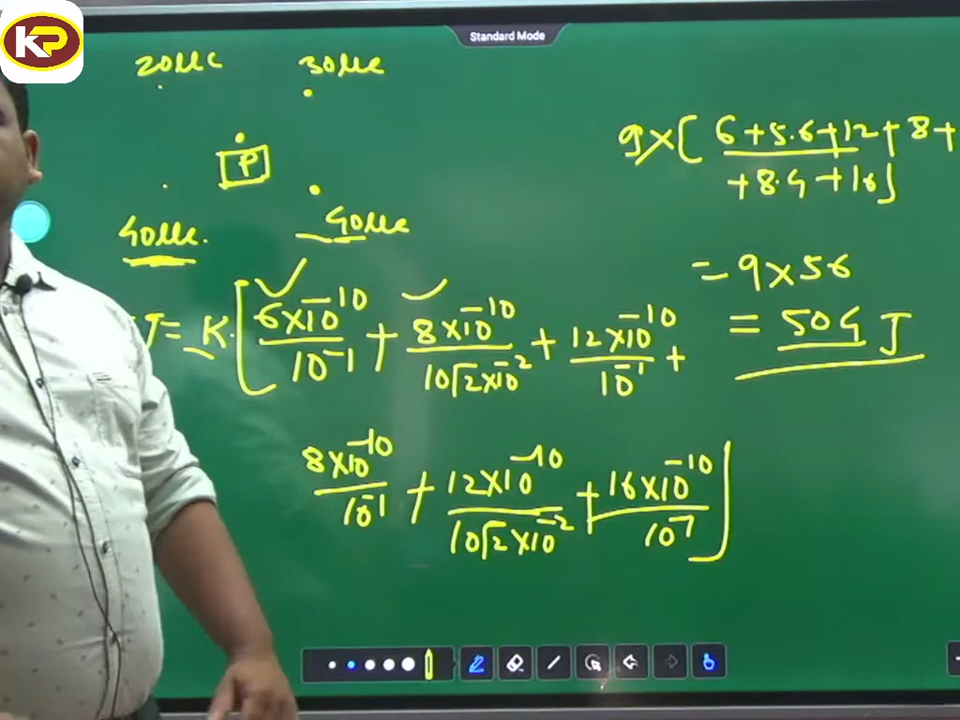 KP
Standard Mode
20μc 30μc
P
40μc. 40μc
9×[ 6+5.6+12+8+
+8.4+16]
= 9×56
= 504 J
= K.[ 6×10^-10 / 10^-1 + 8×10^-10 / 10√2×10^-2 + 12×10^-10 / 10^-1 +
8×10^-10 / 10^-1 + 12×10^-10 / 10√2×10^-2 + 16×10^-10 / 10^-1 ]